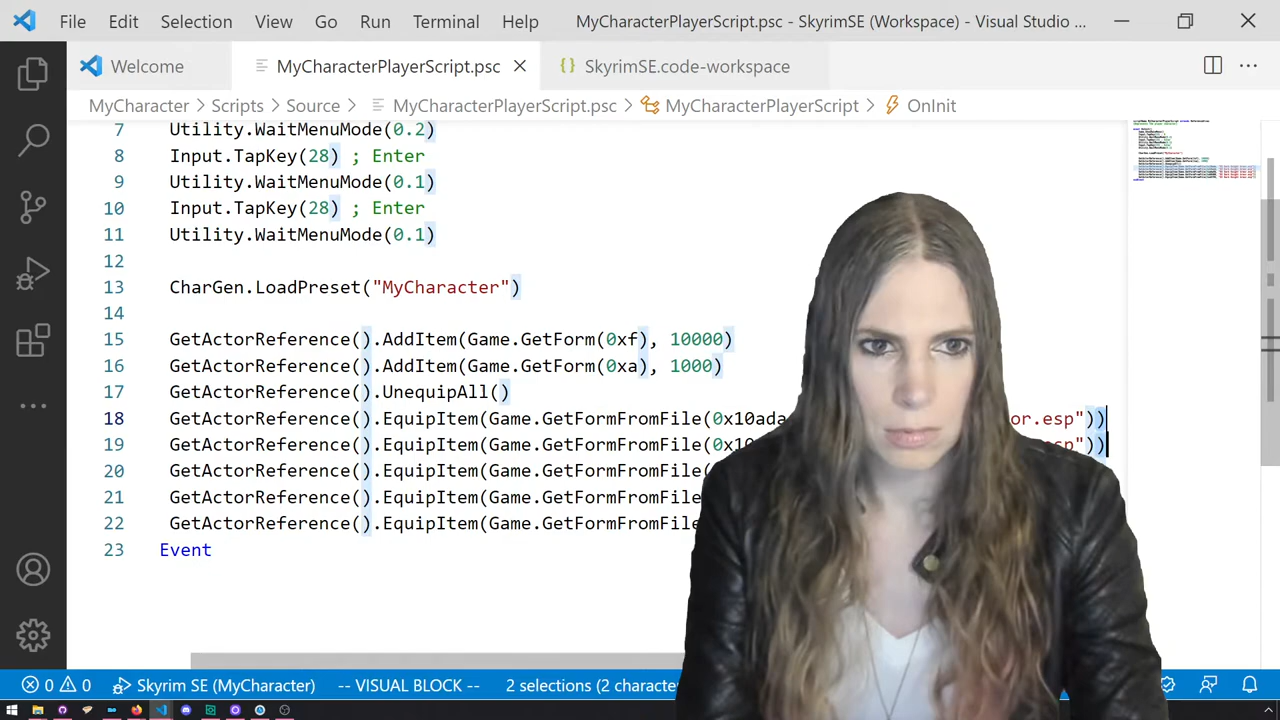 File Edit Selection View Go Run Terminal Help MyCharacterPlayerScript.psc - SkyrimSE (Workspace) - Visual Studio ...
Welcome MyCharacterPlayerScript.psc SkyrimSE.code-workspace
MyCharacter > Scripts > Source > MyCharacterPlayerScript.psc > MyCharacterPlayerScript > OnInit
7 Utility.WaitMenuMode(0.2)
8 Input.TapKey(28) ; Enter
9 Utility.WaitMenuMode(0.1)
10 Input.TapKey(28) ; Enter
11 Utility.WaitMenuMode(0.1)
12
13 CharGen.LoadPreset("MyCharacter")
14
15 GetActorReference().AddItem(Game.GetForm(0xf), 10000)
16 GetActorReference().AddItem(Game.GetForm(0xa), 1000)
17 GetActorReference().UnequipAll()
18 GetActorReference().EquipItem(Game.GetFormFromFile(0x10ada or.esp"))
19 GetActorReference().EquipItem(Game.GetFormFromFile(0x10 esp"))
20 GetActorReference().EquipItem(Game.GetFormFromFile(
21 GetActorReference().EquipItem(Game.GetFormFromFile
22 GetActorReference().EquipItem(Game.GetFormFromFile
23 Event
0 0 Skyrim SE (MyCharacter) -- VISUAL BLOCK -- 2 selections (2 characte